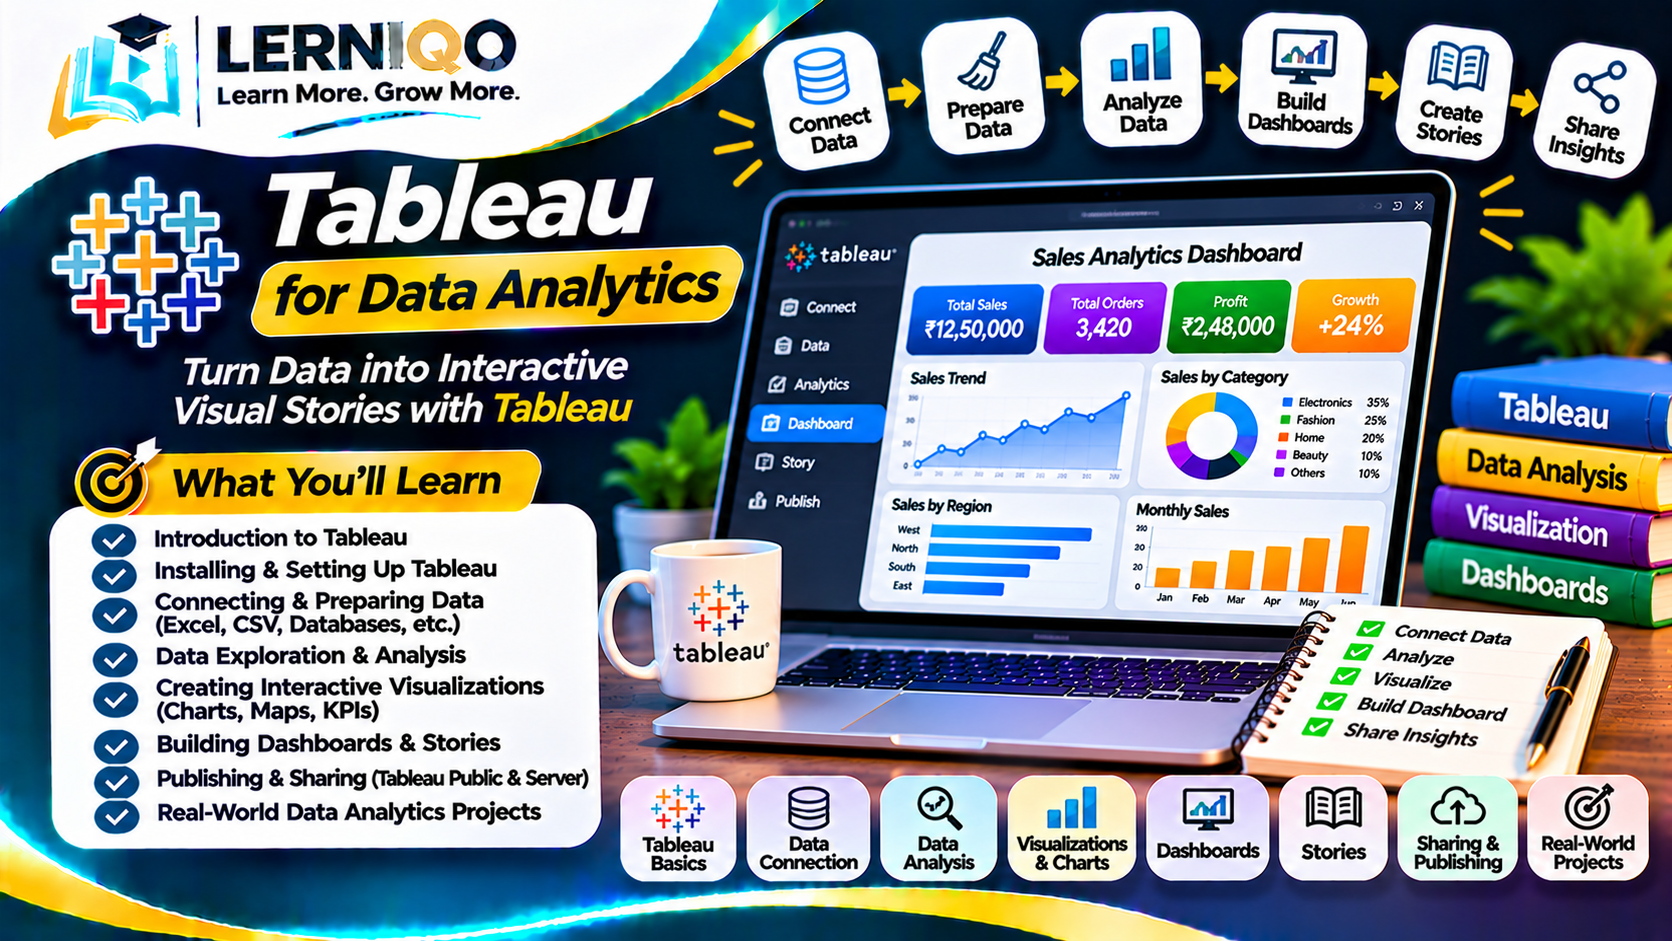 LERNIQO
Learn More. Grow More.
Connect
Data
Prepare
Data
Analyze
Data
Build
Dashboards
Create
Stories
Share
Insights
Tableau
for Data Analytics
Turn Data into Interactive
Visual Stories with Tableau
What You'll Learn
Introduction to Tableau
Installing & Setting Up Tableau
Connecting & Preparing Data
(Excel, CSV, Databases, etc.)
Data Exploration & Analysis
Creating Interactive Visualizations
(Charts, Maps, KPIs)
Building Dashboards & Stories
Publishing & Sharing (Tableau Public & Server)
Real-World Data Analytics Projects
tableau
Connect
Data
Analytics
Dashboard
Story
Publish
Sales Analytics Dashboard
Total Sales
₹12,50,000
Total Orders
3,420
Profit
₹2,48,000
Growth
+24%
Sales Trend
Sales by Category
Electronics 35%
Fashion 25%
Home 20%
Beauty 10%
Others 10%
Sales by Region
West
North
South
East
Monthly Sales
20
20
0
Jan Feb Mar Apr May Jun
tableau
Tableau
Data Analysis
Visualization
Dashboards
Connect Data
Analyze
Visualize
Build Dashboard
Share Insights
Tableau
Basics
Data
Connection
Data
Analysis
Visualizations
& Charts
Dashboards
Stories
Sharing &
Publishing
Real-World
Projects